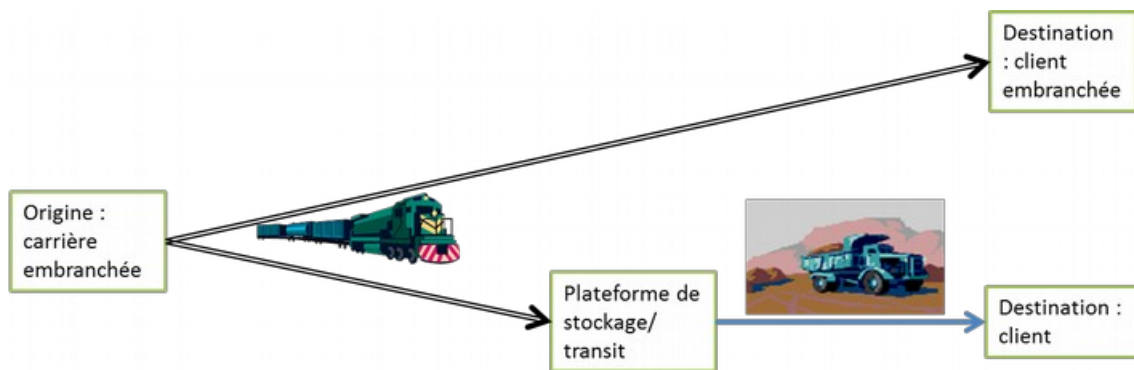 Destination
: client
embranchée
Origine :
carrière
embranchée
Plateforme de
stockage/
transit
Destination :
client